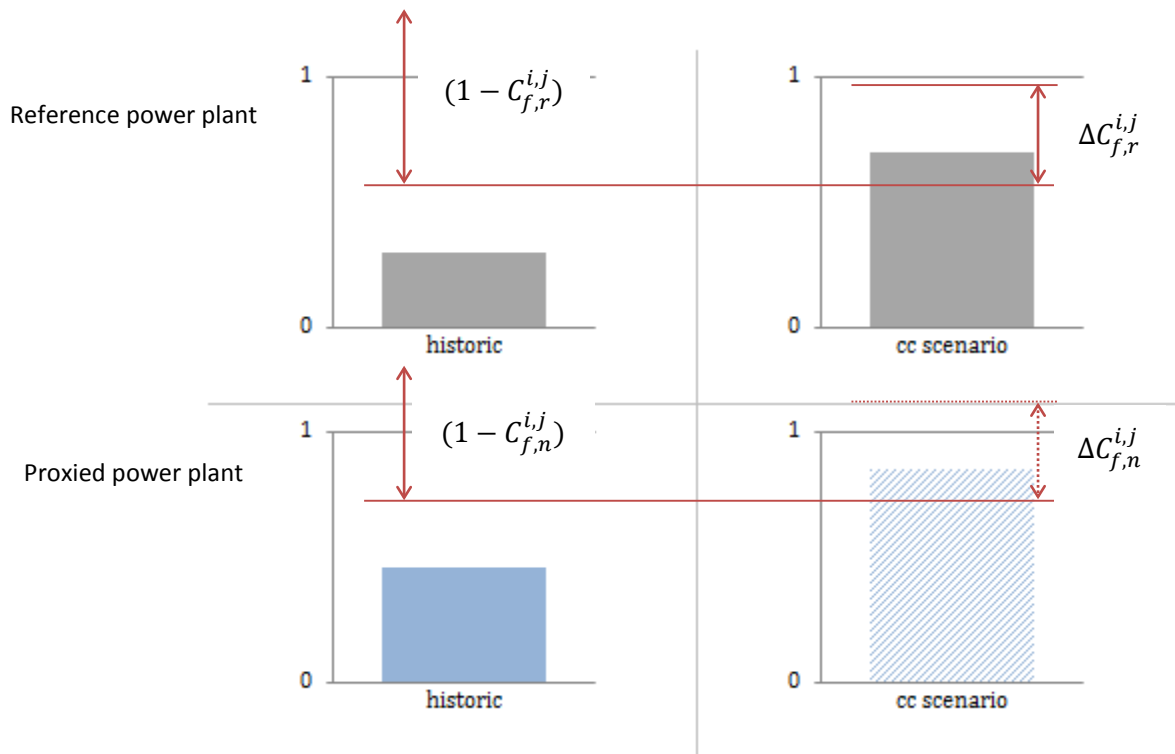 1
(1 − C_{f,r}^{i,j})
Reference power plant
0
historic
1
ΔC_{f,r}^{i,j}
0
cc scenario
1
(1 − C_{f,n}^{i,j})
Proxied power plant
0
historic
1
ΔC_{f,n}^{i,j}
0
cc scenario